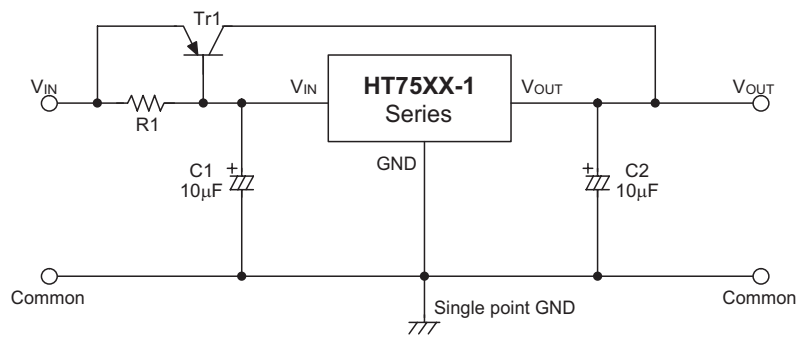 Tr1
VIN
R1
VIN
HT75XX-1
Series
VOUT
VOUT
GND
C1
10μF
C2
10μF
Common
Single point GND
Common